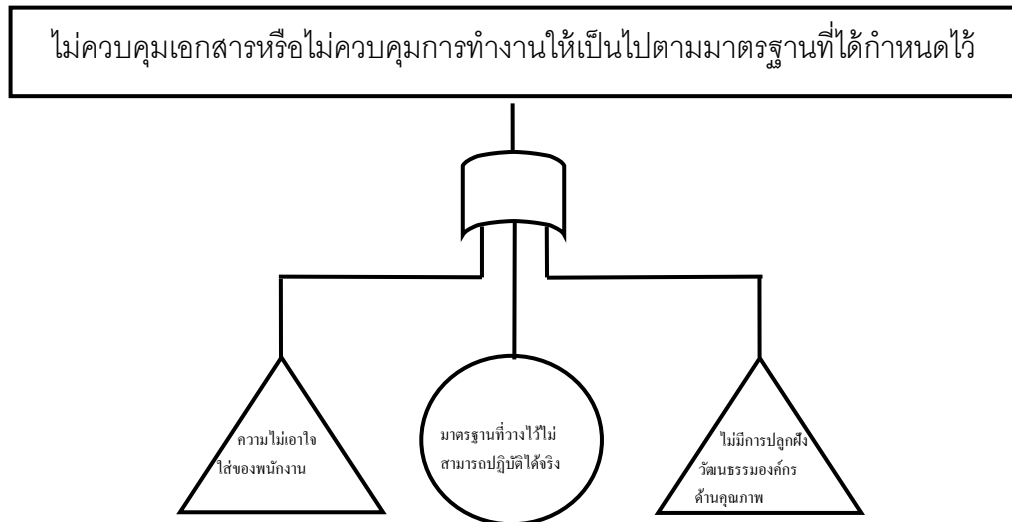 ไม่ควบคุมเอกสารหรือไม่ควบคุมการทำงานให้เป็นไปตามมาตรฐานที่ได้กำหนดไว้
ความไม่เอาใจ
ใส่ของพนักงาน
มาตรฐานที่วางไว้ไม่
สามารถปฏิบัติได้จริง
ไม่มีการปลูกฝัง
วัฒนธรรมองค์กร
ด้านคุณภาพ